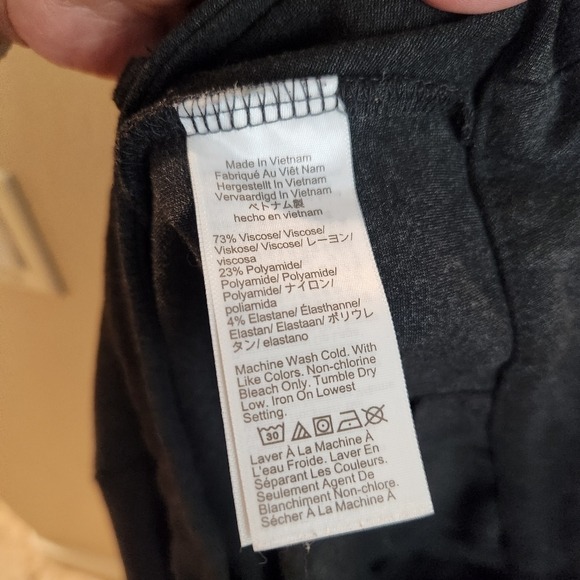 Made In Vietnam
Fabriqué Au Viêt Nam
Hergestellt In Vietnam
Vervaardigd In Vietnam
ベトナム製
hecho en vietnam
73% Viscose/ Viscose/
Viskose/ Viscose/ レーヨン/
viscosa
23% Polyamide/
Polyamide/ Polyamid/
Polyamide/ ナイロン/
poliamida
4% Elastane/ Élasthanne/
Elastan/ Elastaan/ ポリウレ
タン/ elastano
Machine Wash Cold. With
Like Colors. Non-chlorine
Bleach Only. Tumble Dry
Low. Iron On Lowest
Setting.
30
Laver À La Machine À
L'eau Froide. Laver En
Séparant Les Couleurs.
Seulement Agent De
Blanchiment Non-chlore.
Sécher À La Machine À